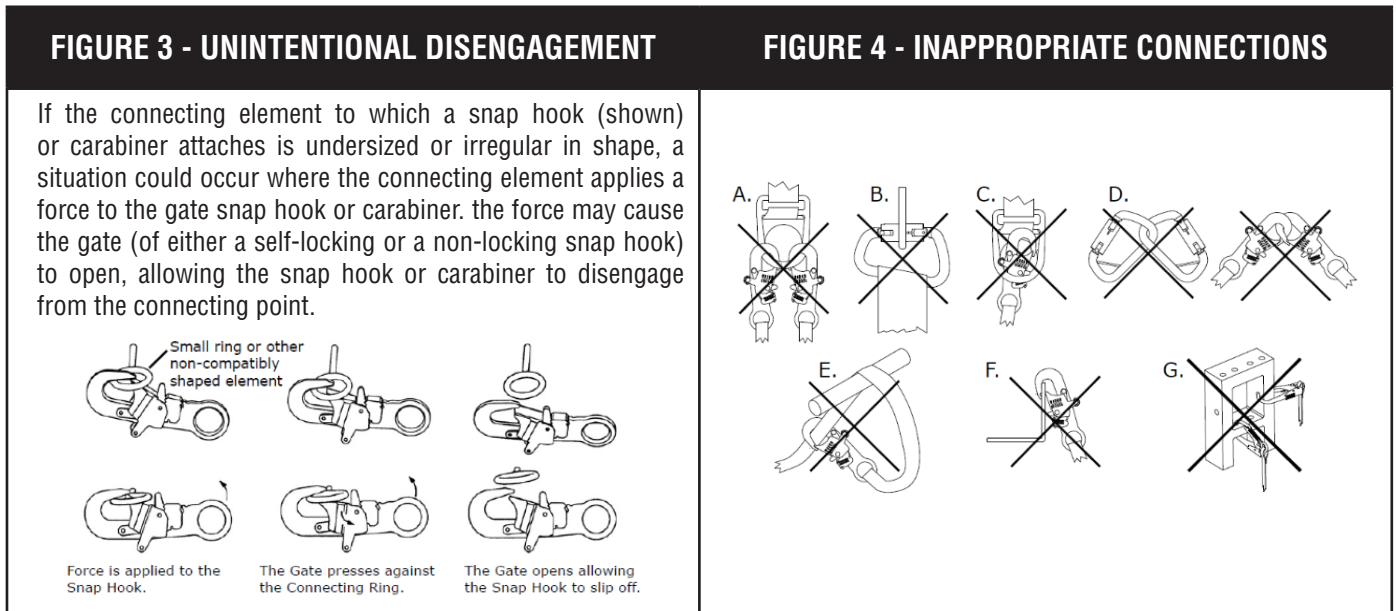 FIGURE 3 - UNINTENTIONAL DISENGAGEMENT
If the connecting element to which a snap hook (shown)
or carabiner attaches is undersized or irregular in shape, a
situation could occur where the connecting element applies a
force to the gate snap hook or carabiner. the force may cause
the gate (of either a self-locking or a non-locking snap hook)
to open, allowing the snap hook or carabiner to disengage
from the connecting point.
Small ring or other
non-compatibly
shaped element
Force is applied to the
Snap Hook.
The Gate presses against
the Connecting Ring.
The Gate opens allowing
the Snap Hook to slip off.
FIGURE 4 - INAPPROPRIATE CONNECTIONS
A.
B.
C.
D.
E.
F.
G.